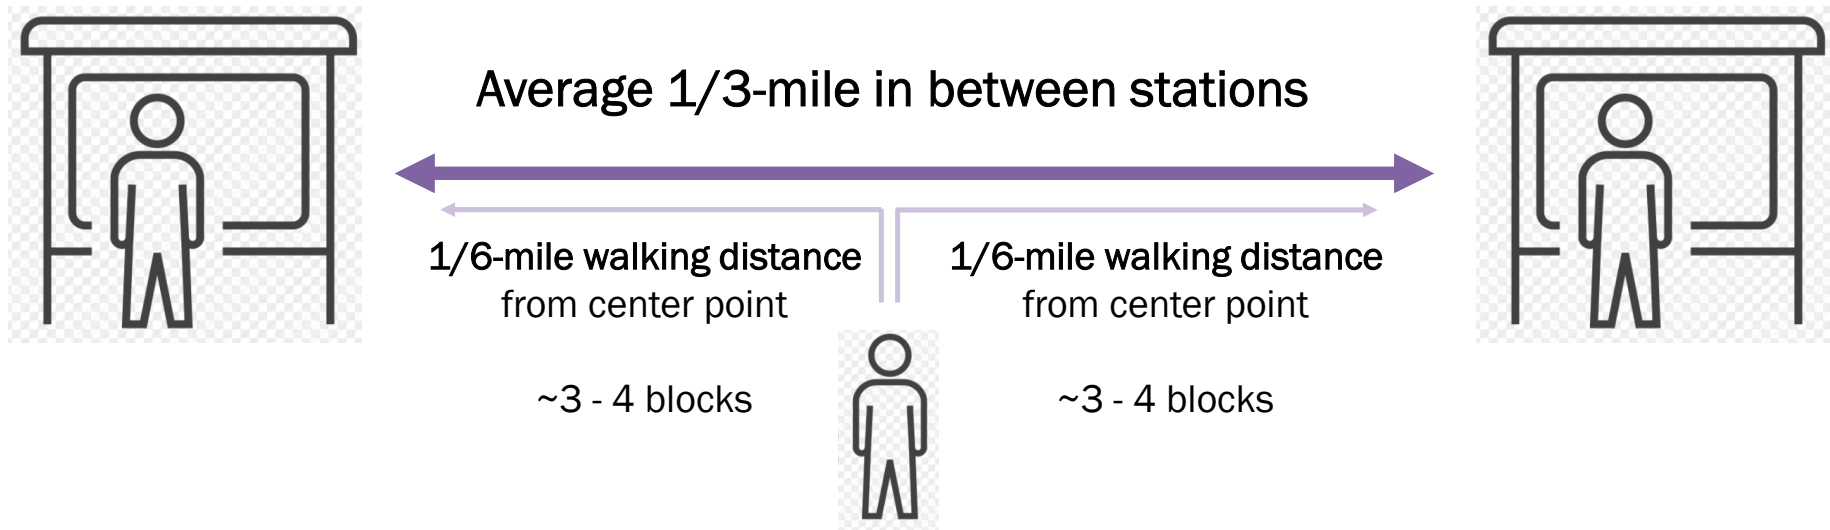 Average 1/3-mile in between stations
1/6-mile walking distance
from center point
~3 - 4 blocks
1/6-mile walking distance
from center point
~3 - 4 blocks